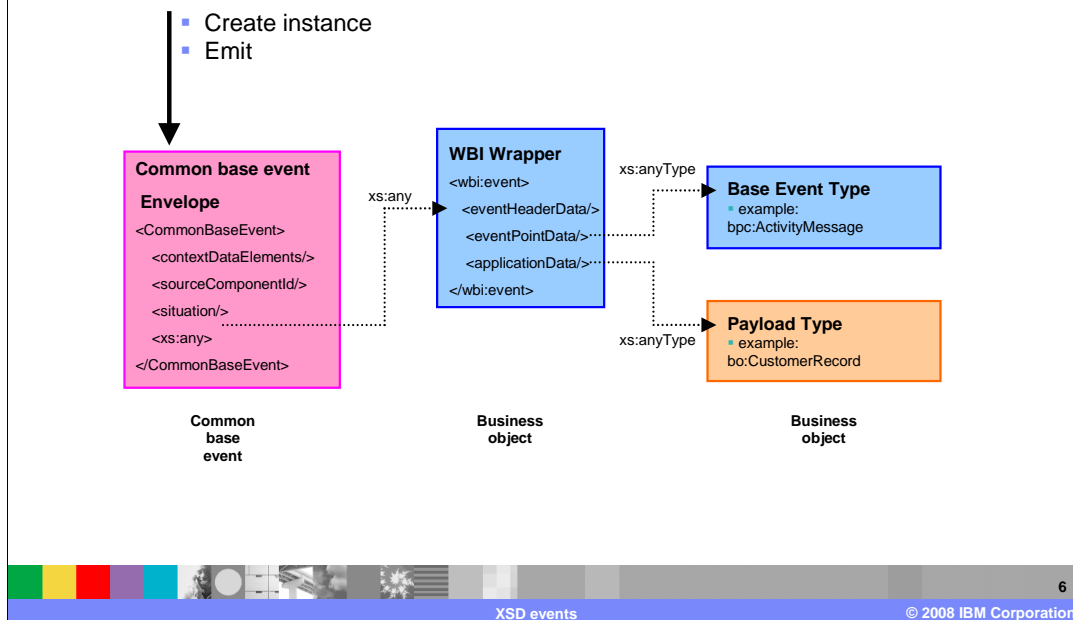 Create instance
Emit
Common base event
Envelope
<CommonBaseEvent>
<contextDataElements/>
<sourceComponentId/>
<situation/>
<xs:any>
</CommonBaseEvent>
xs:any
WBI Wrapper
<wbi:event>
<eventHeaderData/>
<eventPointData/>
<applicationData/>
</wbi:event>
xs:anyType
Base Event Type
example:
bpc:ActivityMessage
xs:anyType
Payload Type
example:
bo:CustomerRecord
Common
base
event
Business
object
Business
object
6
XSD events
© 2008 IBM Corporation